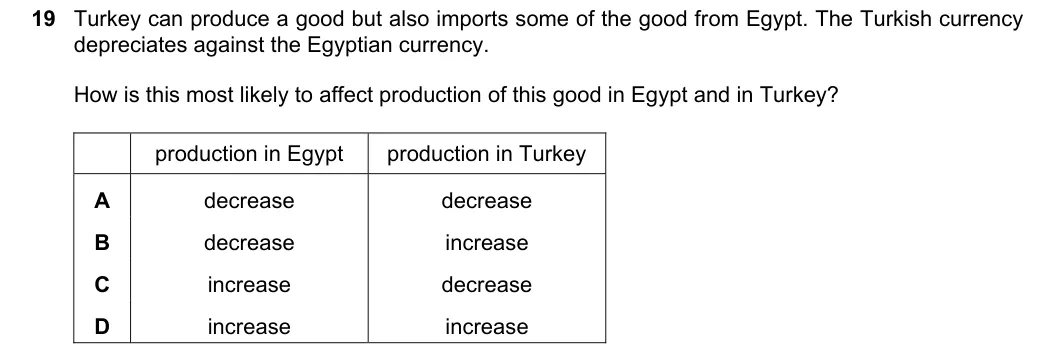 19 Turkey can produce a good but also imports some of the good from Egypt. The Turkish currency
depreciates against the Egyptian currency.
How is this most likely to affect production of this good in Egypt and in Turkey?
production in Egypt production in Turkey
A decrease decrease
B decrease increase
C increase decrease
D increase increase